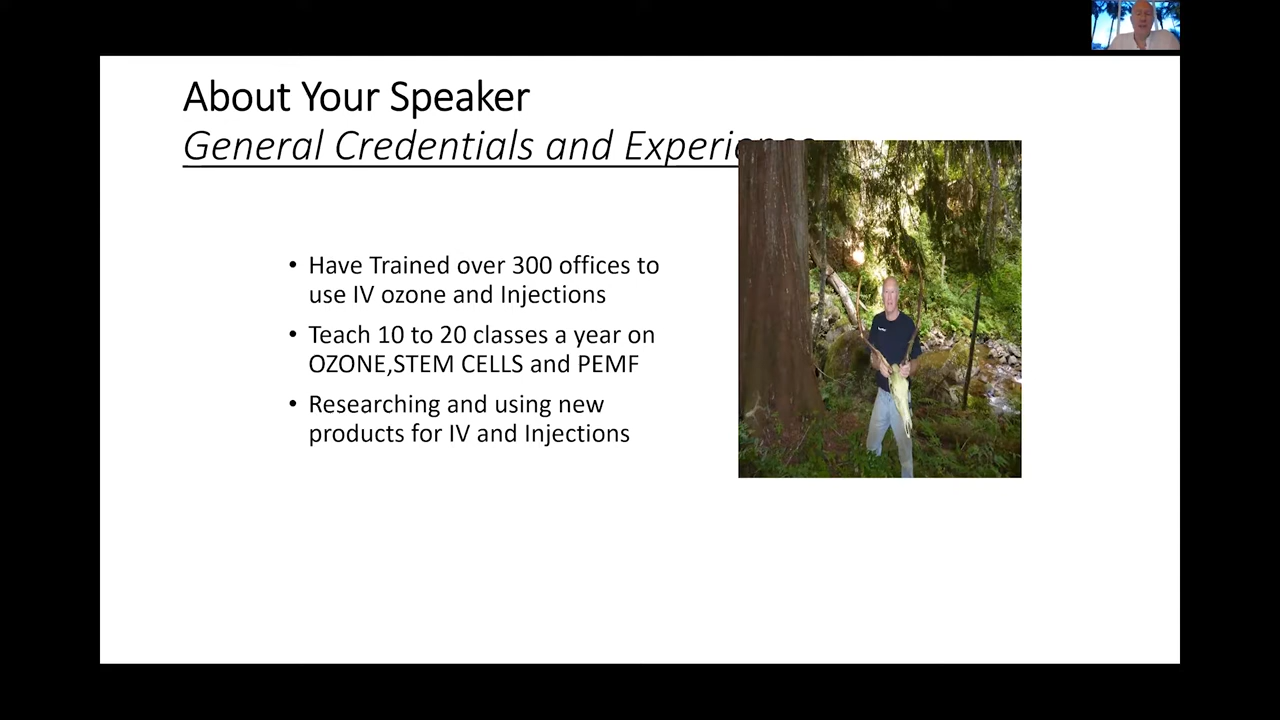 About Your Speaker
General Credentials and Experience
• Have Trained over 300 offices to
use IV ozone and Injections
• Teach 10 to 20 classes a year on
OZONE,STEM CELLS and PEMF
• Researching and using new
products for IV and Injections